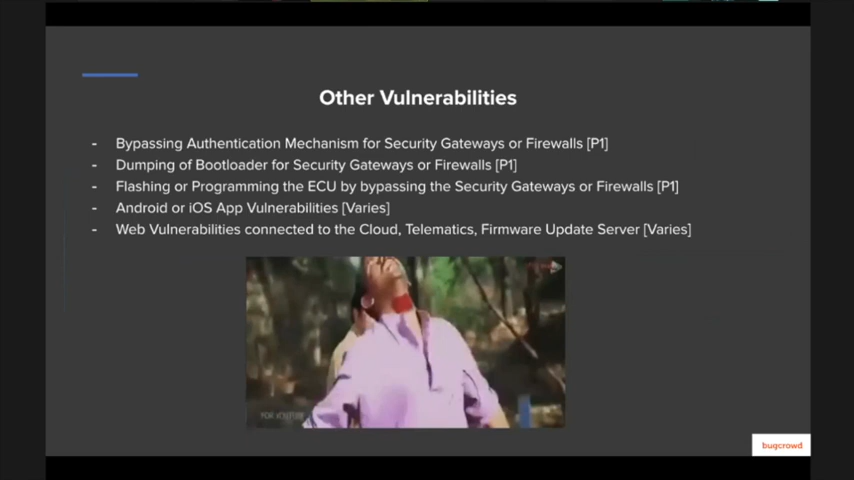 Other Vulnerabilities
- Bypassing Authentication Mechanism for Security Gateways or Firewalls [P1]
- Dumping of Bootloader for Security Gateways or Firewalls [P1]
- Flashing or Programming the ECU by bypassing the Security Gateways or Firewalls [P1]
- Android or iOS App Vulnerabilities [Varies]
- Web Vulnerabilities connected to the Cloud, Telematics, Firmware Update Server [Varies]
FOR YOUTUBE
bugcrowd